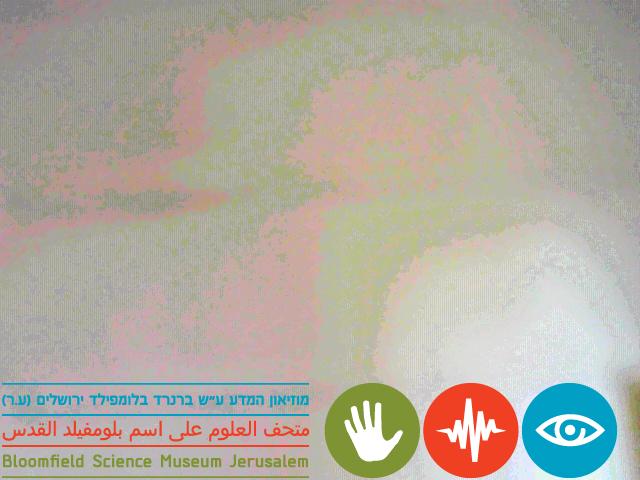 מוזיאון המדע ע״ש ברנרד בלומפילד ירושלים (ע.ר)
متحف العلوم على اسم بلومفيلد القدس
Bloomfield Science Museum Jerusalem